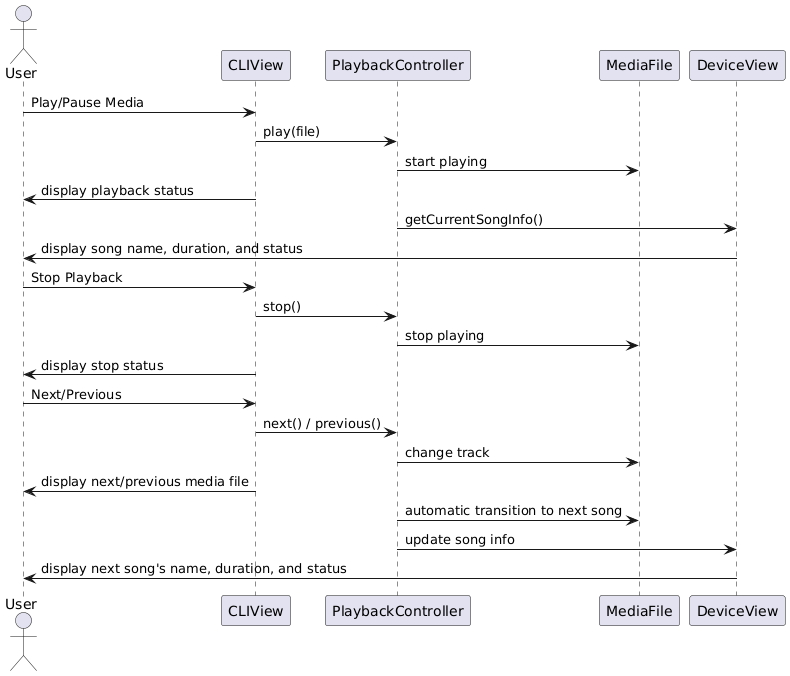 User
CLIView
PlaybackController
MediaFile
DeviceView
Play/Pause Media
play(file)
start playing
display playback status
getCurrentSongInfo()
display song name, duration, and status
Stop Playback
stop()
stop playing
display stop status
Next/Previous
next() / previous()
change track
display next/previous media file
automatic transition to next song
update song info
display next song's name, duration, and status
User
CLIView
PlaybackController
MediaFile
DeviceView